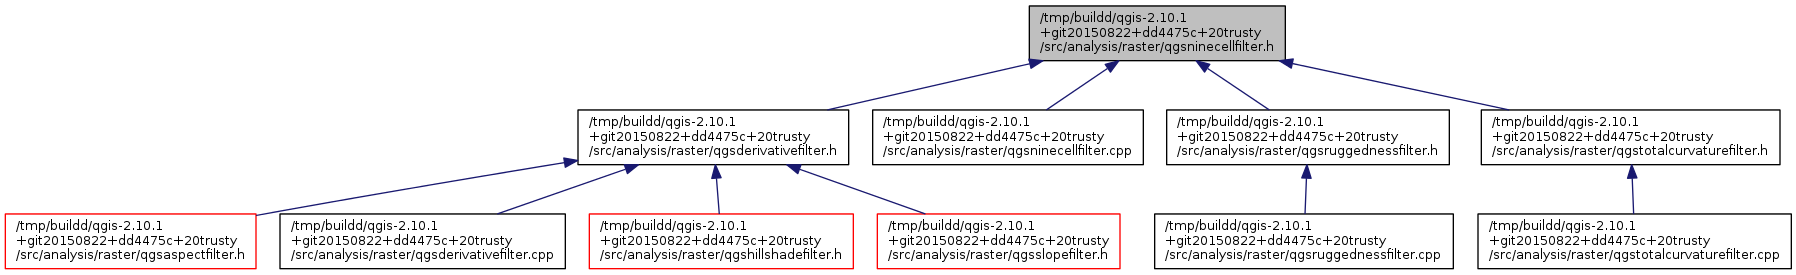 /tmp/buildd/qgis-2.10.1
+git20150822+dd4475c+20trusty
/src/analysis/raster/qgsninecellfilter.h
/tmp/buildd/qgis-2.10.1
+git20150822+dd4475c+20trusty
/src/analysis/raster/qgsderivativefilter.h
/tmp/buildd/qgis-2.10.1
+git20150822+dd4475c+20trusty
/src/analysis/raster/qgsninecellfilter.cpp
/tmp/buildd/qgis-2.10.1
+git20150822+dd4475c+20trusty
/src/analysis/raster/qgsruggednessfilter.h
/tmp/buildd/qgis-2.10.1
+git20150822+dd4475c+20trusty
/src/analysis/raster/qgstotalcurvaturefilter.h
/tmp/buildd/qgis-2.10.1
+git20150822+dd4475c+20trusty
/src/analysis/raster/qgsaspectfilter.h
/tmp/buildd/qgis-2.10.1
+git20150822+dd4475c+20trusty
/src/analysis/raster/qgsderivativefilter.cpp
/tmp/buildd/qgis-2.10.1
+git20150822+dd4475c+20trusty
/src/analysis/raster/qgshillshadefilter.h
/tmp/buildd/qgis-2.10.1
+git20150822+dd4475c+20trusty
/src/analysis/raster/qgsslopefilter.h
/tmp/buildd/qgis-2.10.1
+git20150822+dd4475c+20trusty
/src/analysis/raster/qgsruggednessfilter.cpp
/tmp/buildd/qgis-2.10.1
+git20150822+dd4475c+20trusty
/src/analysis/raster/qgstotalcurvaturefilter.cpp